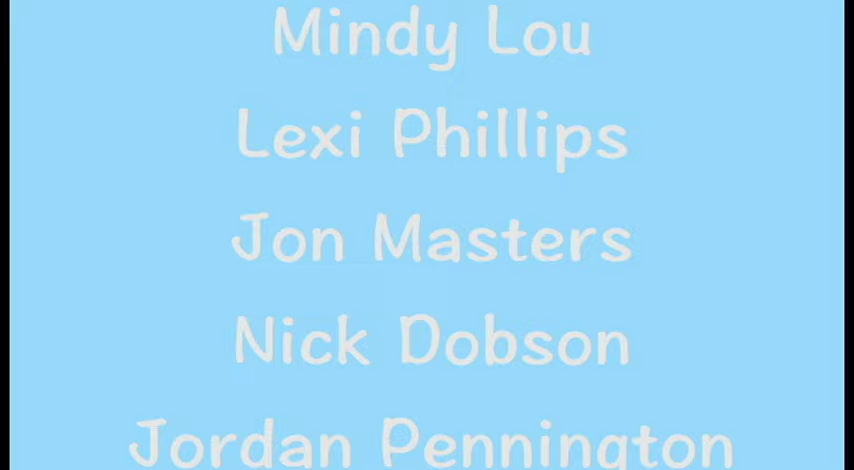 Mindy Lou
Lexi Phillips
Jon Masters
Nick Dobson
Jordan Pennington